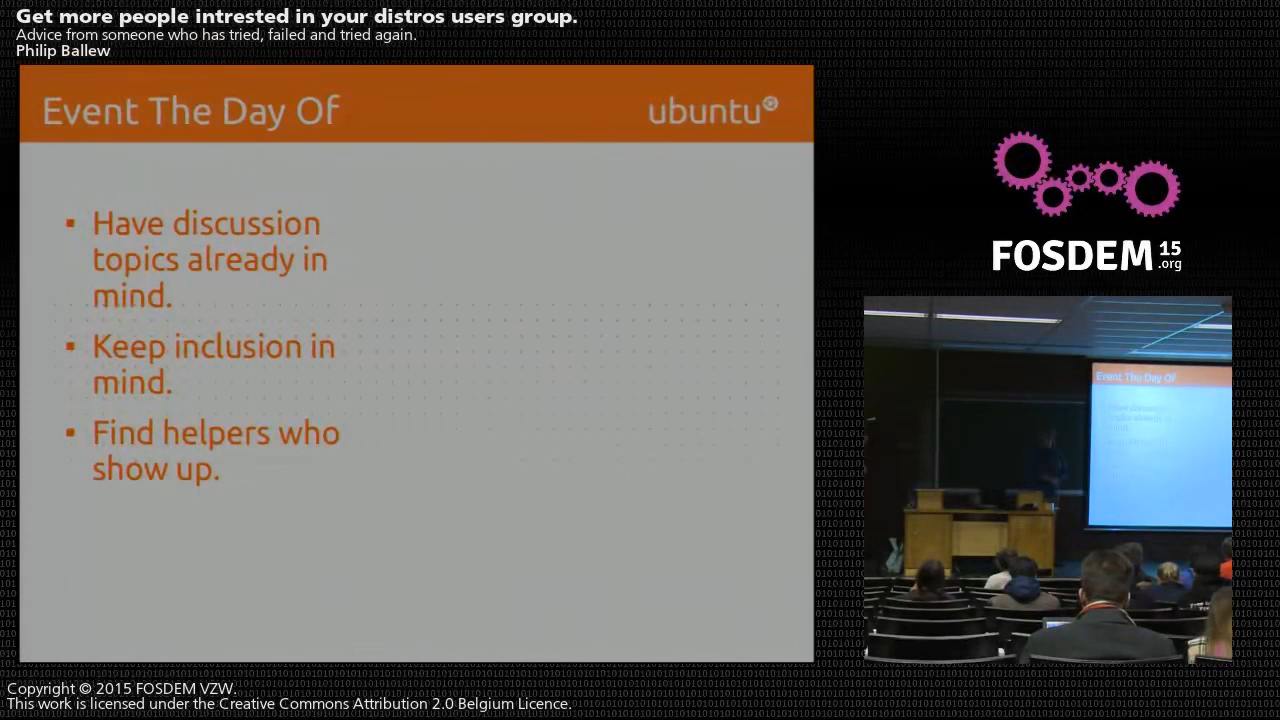 Get more people intrested in your distros users group.
Advice from someone who has tried, failed and tried again.
Philip Ballew
Event The Day Of
ubuntu
▪ Have discussion
topics already in
mind.
▪ Keep inclusion in
mind.
▪ Find helpers who
show up.
FOSDEM 15
.org
Event The Day Of
Copyright © 2015 FOSDEM VZW.
This work is licensed under the Creative Commons Attribution 2.0 Belgium Licence.